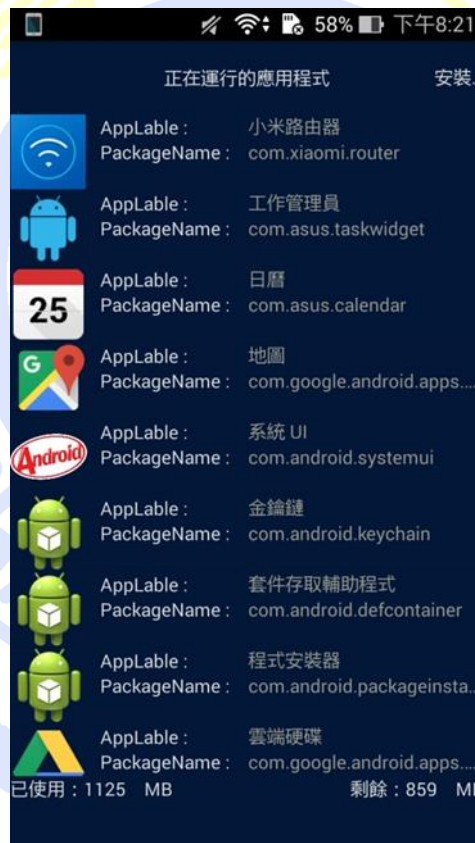 58% 下午8:21
正在運行的應用程式 安裝.
AppLable : 小米路由器
PackageName : com.xiaomi.router
AppLable : 工作管理員
PackageName : com.asus.taskwidget
AppLable : 日曆
25
PackageName : com.asus.calendar
AppLable : 地圖
G
PackageName : com.google.android.apps....
AppLable : 系統 UI
Android
PackageName : com.android.systemui
AppLable : 金鑰鏈
PackageName : com.android.keychain
AppLable : 套件存取輔助程式
PackageName : com.android.defcontainer
AppLable : 程式安裝器
PackageName : com.android.packageinsta..
AppLable : 雲端硬碟
PackageName : com.google.android.apps....
已使用：1125 MB 剩餘：859 MB